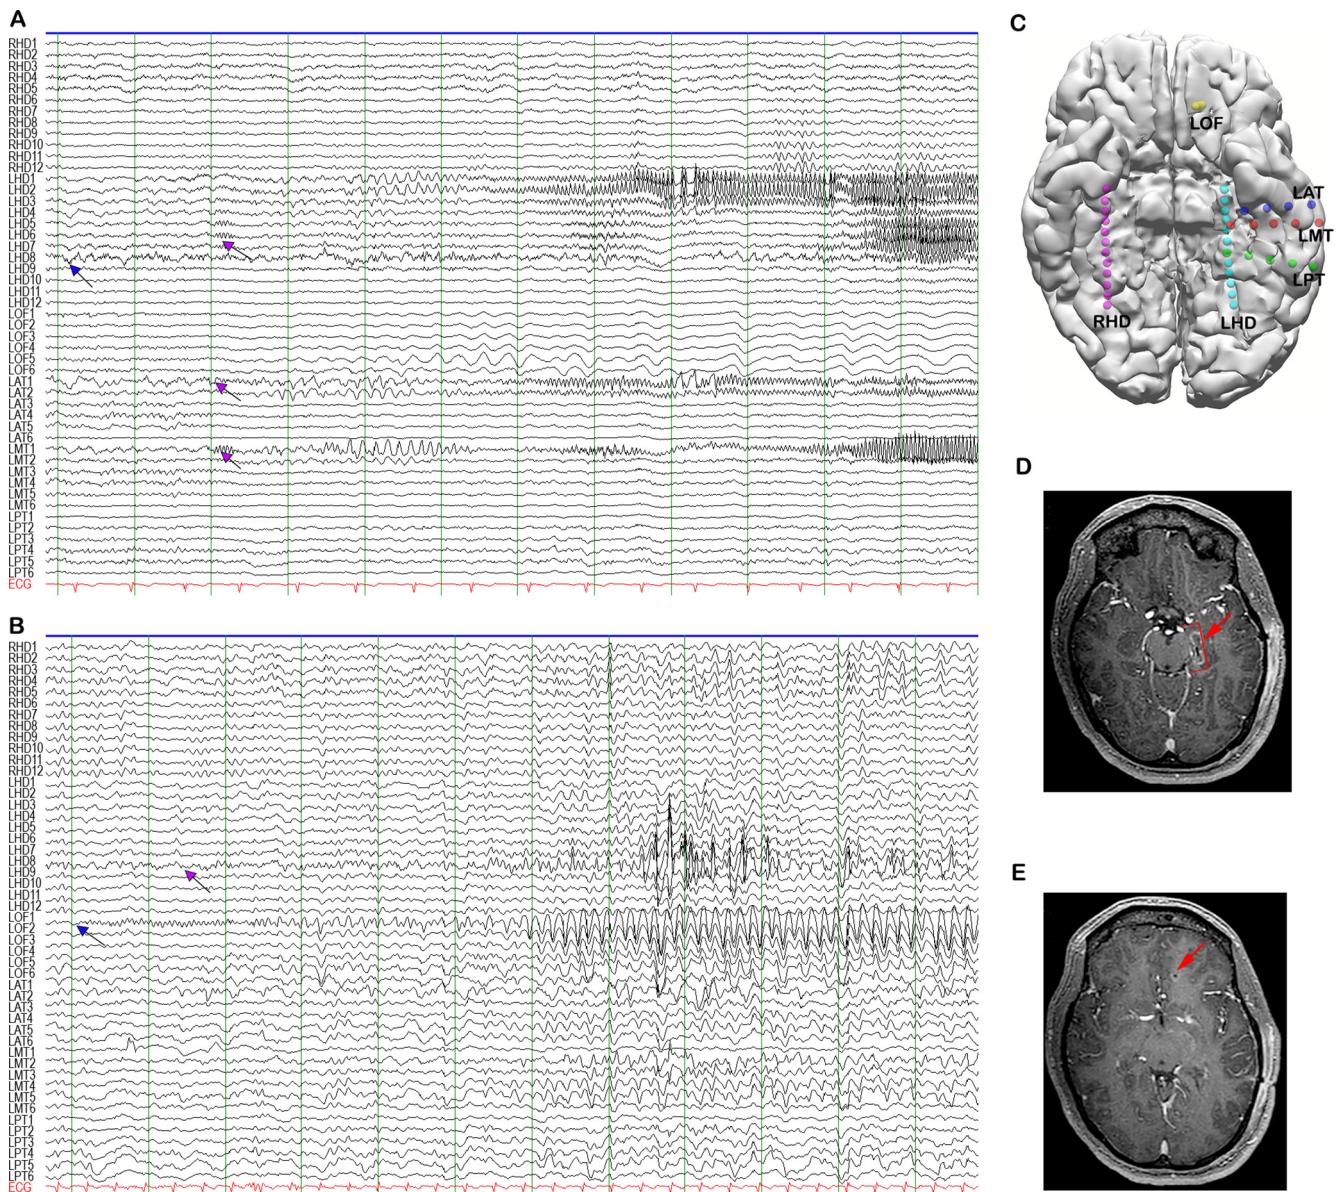 A
RHD1
RHD2
RHD3
RHD4
RHD5
RHD6
RHD7
RHD8
RHD9
RHD10
RHD11
RHD12
LHD1
LHD2
LHD3
LHD4
LHD5
LHD6
LHD7
LHD8
LHD9
LHD10
LHD11
LHD12
LOF1
LOF2
LOF3
LOF4
LOF5
LOF6
LAT1
LAT2
LAT3
LAT4
LAT5
LAT6
LMT1
LMT2
LMT3
LMT4
LMT5
LMT6
LPT1
LPT2
LPT3
LPT4
LPT5
LPT6
ECG
B
RHD1
RHD2
RHD3
RHD4
RHD5
RHD6
RHD7
RHD8
RHD9
RHD10
RHD11
RHD12
LHD1
LHD2
LHD3
LHD4
LHD5
LHD6
LHD7
LHD8
LHD9
LHD10
LHD11
LHD12
LOF1
LOF2
LOF3
LOF4
LOF5
LOF6
LAT1
LAT2
LAT3
LAT4
LAT5
LAT6
LMT1
LMT2
LMT3
LMT4
LMT5
LMT6
LPT1
LPT2
LPT3
LPT4
LPT5
LPT6
ECG
C
LOF
LAT
LMT
LPT
RHD LHD
D
E